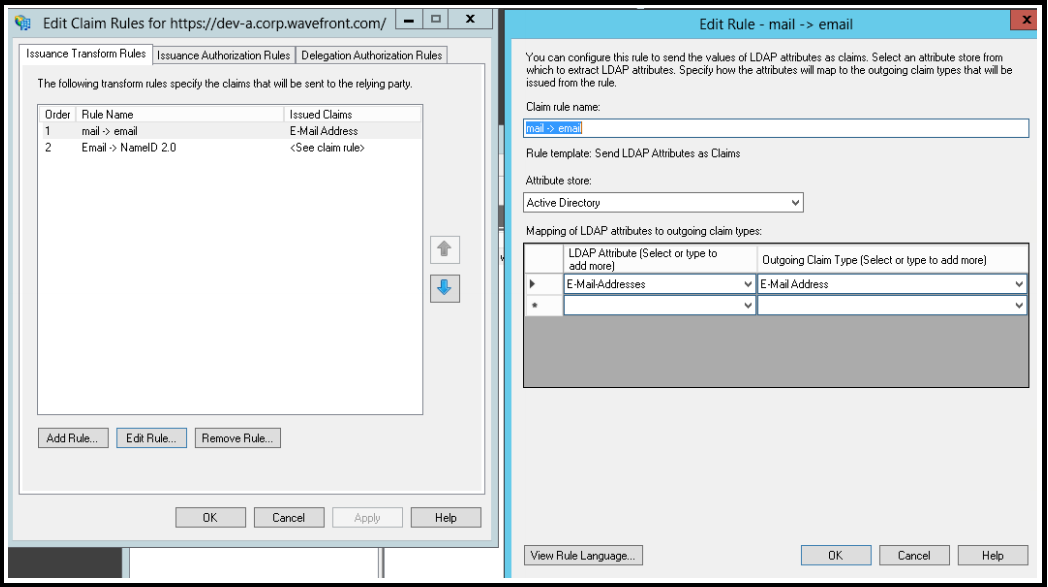 Edit Claim Rules for https://dev-a.corp.wavefront.com/
Issuance Transform Rules Issuance Authorization Rules Delegation Authorization Rules
The following transform rules specify the claims that will be sent to the relying party.
Order Rule Name Issued Claims
1 mail -> email E-Mail Address
2 Email -> NameID 2.0 <See claim rule>
Add Rule... Edit Rule... Remove Rule...
OK Cancel Apply Help
Edit Rule - mail -> email
You can configure this rule to send the values of LDAP attributes as claims. Select an attribute store from
which to extract LDAP attributes. Specify how the attributes will map to the outgoing claim types that will be
issued from the rule.
Claim rule name:
mail -> email
Rule template: Send LDAP Attributes as Claims
Attribute store:
Active Directory
Mapping of LDAP attributes to outgoing claim types:
LDAP Attribute (Select or type to
add more)
Outgoing Claim Type (Select or type to add more)
E-Mail-Addresses E-Mail Address
View Rule Language... OK Cancel Help